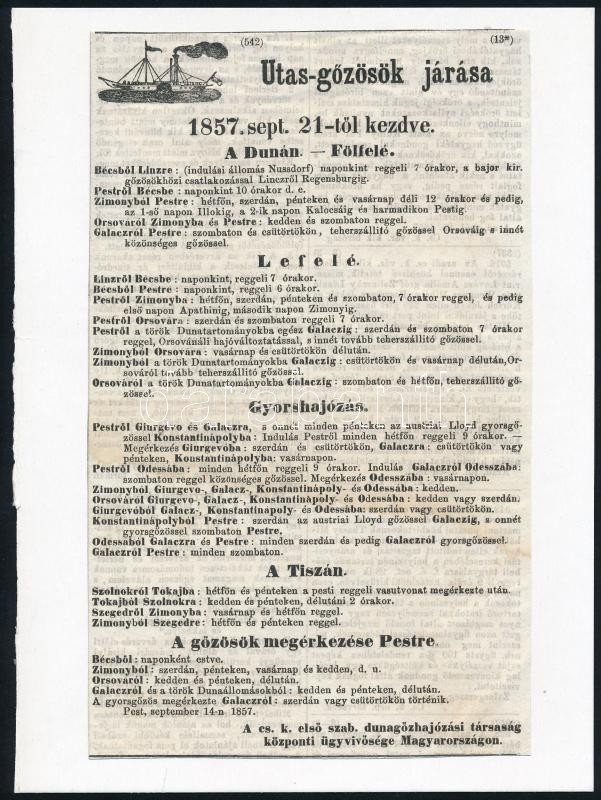 (542)
(13*)
Utas-gőzösök járása
1857. sept. 21-től kezdve.
A Dunán. — Fölfelé.
Bécsből Linzre: (indulási állomás Nussdorf) naponkint reggeli 7 órakor, a bajor kir.
gőzösökhözi csatlakozással Linczről Regensburgig.
Pestről Bécsbe: naponkint 10 órakor d. e.
Zimonyból Pestre: hétfőn, szerdán, pénteken és vasárnap déli 12 órakor és pedig,
az 1-ső napon Illokig, a 2-ik napon Kalocsáig és harmadikon Pestig.
Orsováról Zimonyba és Pestre: kedden és szombaton reggel.
Galaczról Pestre: szombaton és csütörtökön, teherszállitó gőzössel Orsováig s innét
közönséges gőzössel.
Lefelé.
Linzről Bécsbe: naponkint, reggeli 7 órakor.
Bécsből Pestre: naponkint, reggeli 6 órakor.
Pestről Zimonyba: hétfőn, szerdán, pénteken és szombaton, 7 órakor reggel, és pedig
első napon Apathinig, második napon Zimonyig.
Pestről Orsovára: szerdán és szombaton reggeli 7 órakor.
Pestről a török Dunatartományokba egész Galaczig: szerdán és szombaton 7 órakor
reggel, Orsovánáli hajóváltoztatással, s innét tovább teherszállitó gőzössel.
Zimonyból Orsovára: vasárnap és csütörtökön délután.
Zimonyból a török Dunatartományokba Galaczig: csütörtökön és vasárnap délután, Or-
sováról tovább teherszállitó gőzössel.
Orsováról a török Dunatartományokba Galaczig: szombaton és hétfőn, teherszállitó gő-
zössel.
Gyorshajózás.
Pestről Giurgevo és Galaczra, s onnét minden pénteken az austriai Lloyd gyorsgő-
zössel Konstantinápolyba: Indulás Pestről minden hétfőn reggeli 9 órakor. —
Megérkezés Giurgevóba: szerdán és csütörtökön, Galaczra: csütörtökön vagy
pénteken, Konstantinápolyba: vasárnapon.
Pestről Odessába: minden hétfőn reggeli 9 órakor. Indulás Galaczról Odesszába:
szombaton reggel közönséges gőzössel. Megérkezés Odesszába: vasárnapon.
Zimonyból Giurgevo-, Galacz-, Konstantinápoly- és Odessába: kedden.
Orsováról Giurgevo-, Galacz-, Konstantinápoly- és Odessába: kedden vagy szerdán.
Giurgevóból Galacz-, Konstantinapoly- és Odessába: szerdán vagy csütörtökön.
Konstantinápolyból Pestre: szerdán az austriai Lloyd gőzössel Galaczig, s onnét
gyorsgőzössel szombaton Pestre.
Odessából Galaczra és Pestre: minden szerdán és pedig Galaczról gyorsgőzössel.
Galaczról Pestre: minden szombaton.
A Tiszán.
Szolnokról Tokajba: hétfőn és pénteken a pesti reggeli vasutvonat megérkezte után.
Tokajból Szolnokra: kedden és pénteken, délutáni 2 órakor.
Szegedről Zimonyba: vasárnap és hétfőn reggel.
Zimonyból Szegedre: hétfőn és pénteken reggel.
A gőzösök megérkezése Pestre.
Bécsből: naponként estve.
Zimonyból: szerdán, pénteken, vasárnap és kedden, d. u.
Orsováról: kedden és pénteken, délután.
Galaczról és a török Dunaállomásokból: kedden és pénteken, délután.
A gyorsgőzös megérkezte Galaczról: szerdán vagy csütörtökön történik.
Pest, september 14-n 1857.
A cs. k. első szab. dunagőzhajózási társaság
központi ügyvivősége Magyarországon.